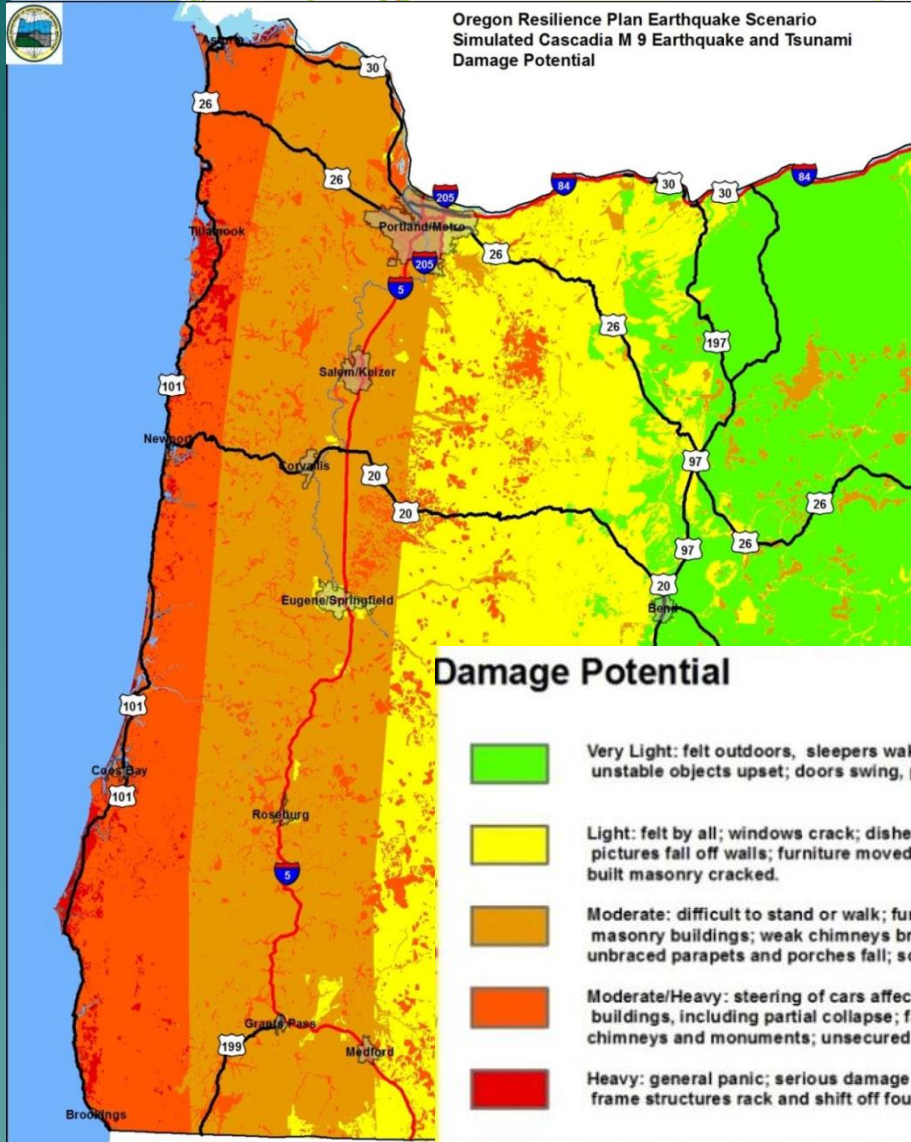 Oregon Resilience Plan Earthquake Scenario
Simulated Cascadia M 9 Earthquake and Tsunami
Damage Potential
30
26
26
205
84
30
30
84
Tillamook
Portland/Metro
205
26
5
26
197
Salem/Keizer
101
Newport
Corvallis
20
20
97
26
26
97
20
Bend
Eugene/Springfield
101
Coos Bay
101
Roseburg
5
Grants Pass
199
Medford
Brookings
Damage Potential
Very Light: felt outdoors, sleepers
unstable objects upset; doors swing,
Light: felt by all; windows crack;
pictures fall off walls; furniture moved
built masonry cracked.
Moderate: difficult to stand or walk;
masonry buildings; weak chimneys
unbraced parapets and porches fall;
Moderate/Heavy: steering of cars
buildings, including partial collapse;
chimneys and monuments; unsecured
Heavy: general panic; serious damage
frame structures rack and shift off